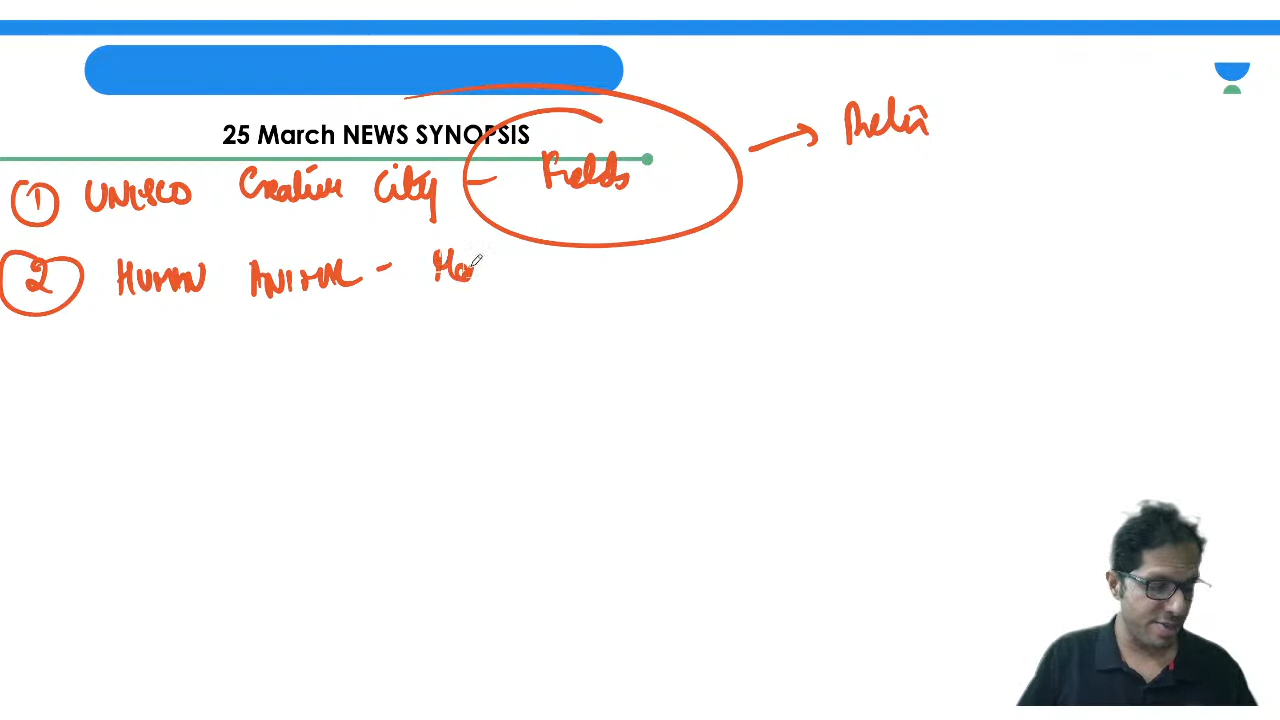 25 March NEWS SYNOPSIS
① UNESCO Creative City - Fields → Prelim
② HUMAN ANIMAL -